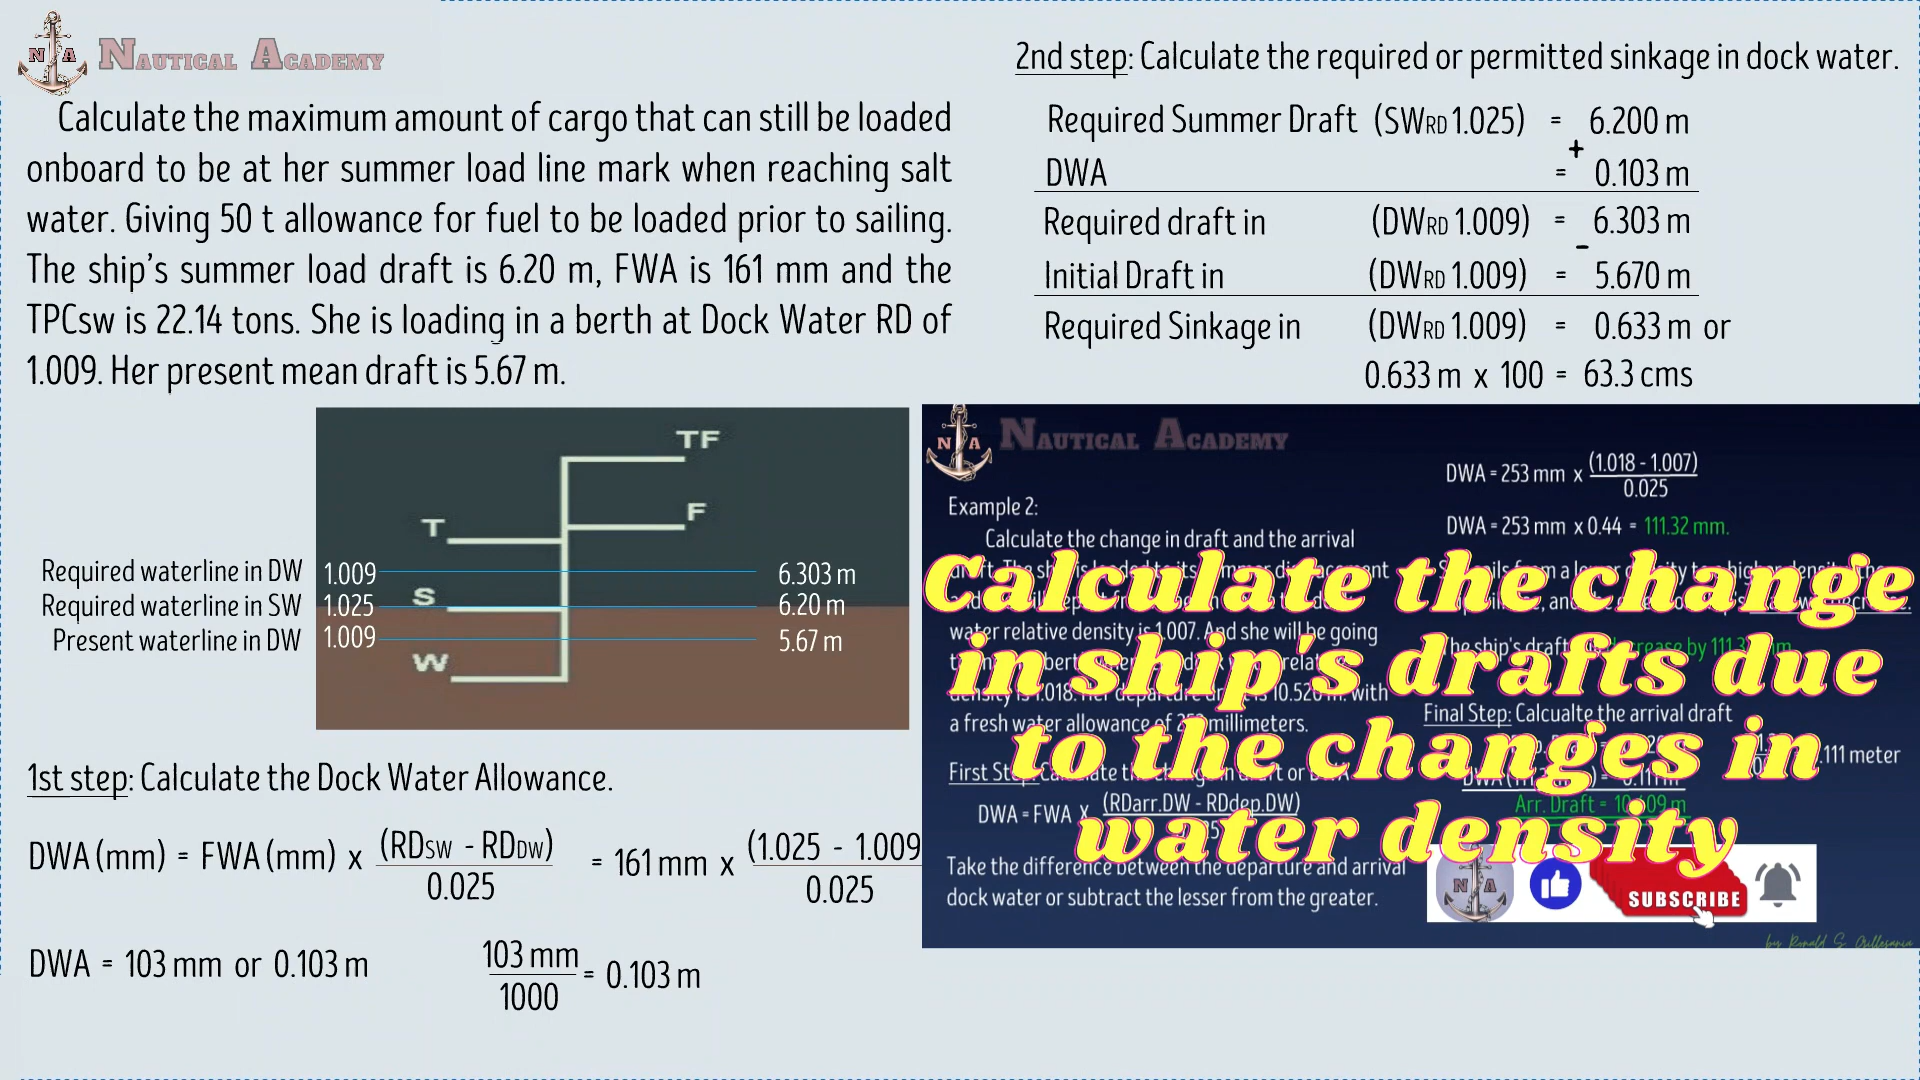 NA NAUTICAL ACADEMY
Calculate the maximum amount of cargo that can still be loaded
onboard to be at her summer load line mark when reaching salt
water. Giving 50 t allowance for fuel to be loaded prior to sailing.
The ship's summer load draft is 6.20 m, FWA is 161 mm and the
TPCsw is 22.14 tons. She is loading in a berth at Dock Water RD of
1.009. Her present mean draft is 5.67 m.
TF
F
T
S
W
Required waterline in DW 1.009 6.303 m
Required waterline in SW 1.025 6.20 m
Present waterline in DW 1.009 5.67 m
1st step: Calculate the Dock Water Allowance.
DWA (mm) = FWA (mm) x (RDSW - RDDW) / 0.025 = 161 mm x (1.025 - 1.009 / 0.025
DWA = 103 mm or 0.103 m
103 mm / 1000 = 0.103 m
2nd step: Calculate the required or permitted sinkage in dock water.
Required Summer Draft (SWRD 1.025) = 6.200 m
+
DWA = 0.103 m
Required draft in (DWRD 1.009) = 6.303 m
-
Initial Draft in (DWRD 1.009) = 5.670 m
Required Sinkage in (DWRD 1.009) = 0.633 m or
0.633 m x 100 = 63.3 cms
NA NAUTICAL ACADEMY
Example 2:
Calculate the change in draft and the arrival
water relative density is 1.007. And she will be going
a fresh water allowance of millimeters.
First Step:
DWA = FWA x (RDarr.DW - RDdep.DW)
Take the difference between the departure and arrival
dock water or subtract the lesser from the greater.
DWA = 253 mm x (1.018 - 1.007) / 0.025
DWA = 253 mm x 0.44 = 111.32 mm.
Final Step: Calcualte the arrival draft
.111 meter
Calculate the change
in ship's drafts due
to the changes in
water density
NA
SUBSCRIBE
by Ronald S. Gillesania